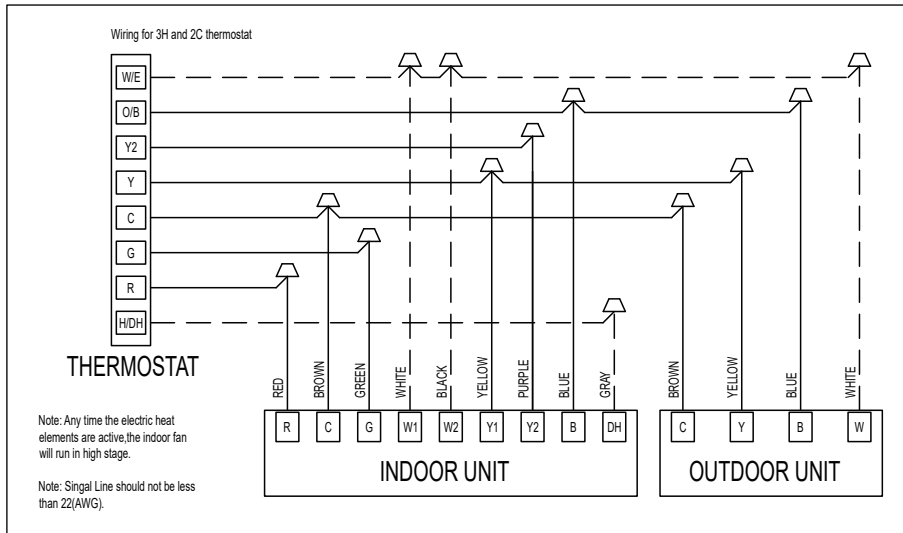 Wiring for 3H and 2C thermostat
W/E
O/B
Y2
Y
C
G
R
H/DH
THERMOSTAT
RED
BROWN
GREEN
WHITE
BLACK
YELLOW
PURPLE
BLUE
GRAY
BROWN
YELLOW
BLUE
WHITE
R C G W1 W2 Y1 Y2 B DH
INDOOR UNIT
C Y B W
OUTDOOR UNIT
Note: Any time the electric heat
elements are active,the indoor fan
will run in high stage.
Note: Singal Line should not be less
than 22(AWG).